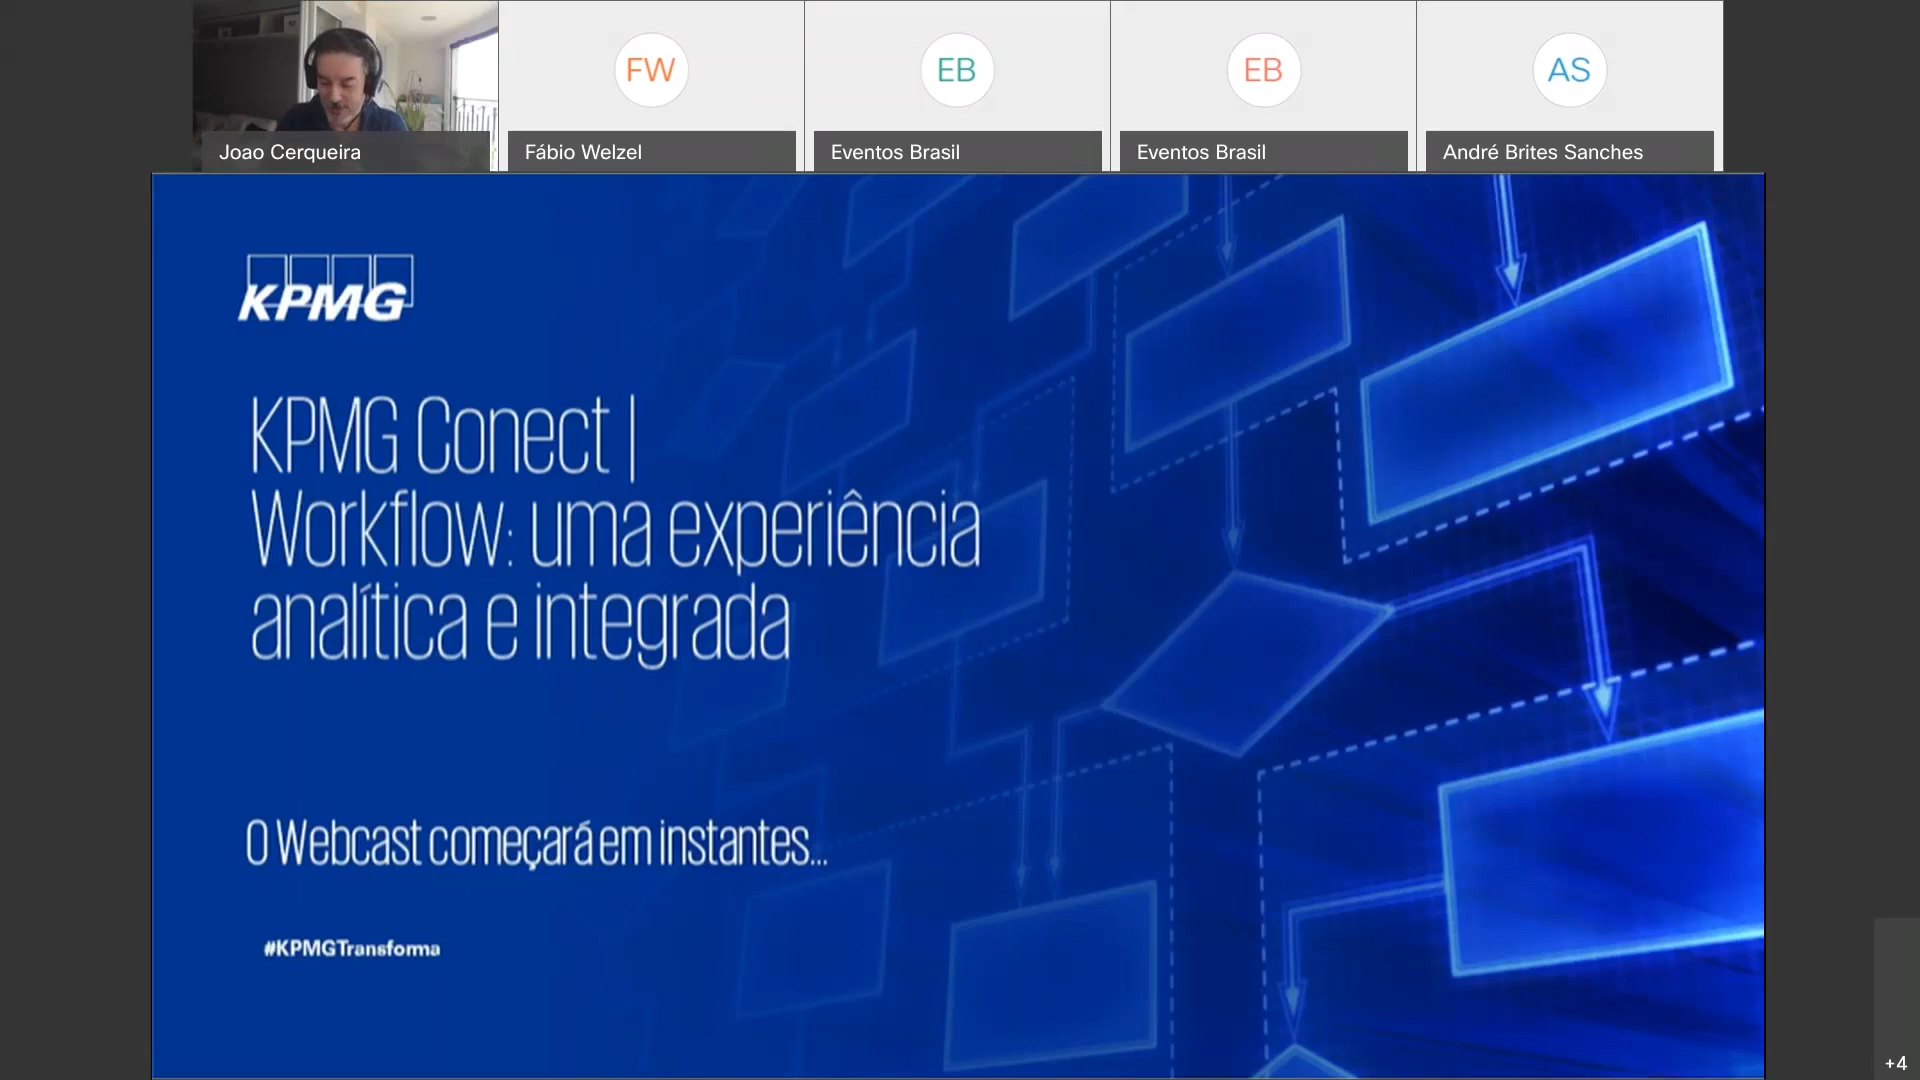 FW
EB
EB
AS
Joao Cerqueira
Fábio Welzel
Eventos Brasil
Eventos Brasil
André Brites Sanches
KPMG
KPMG Conect |
Workflow: uma experiência
analítica e integrada
O Webcast começará em instantes...
#KPMGTransforma
+4